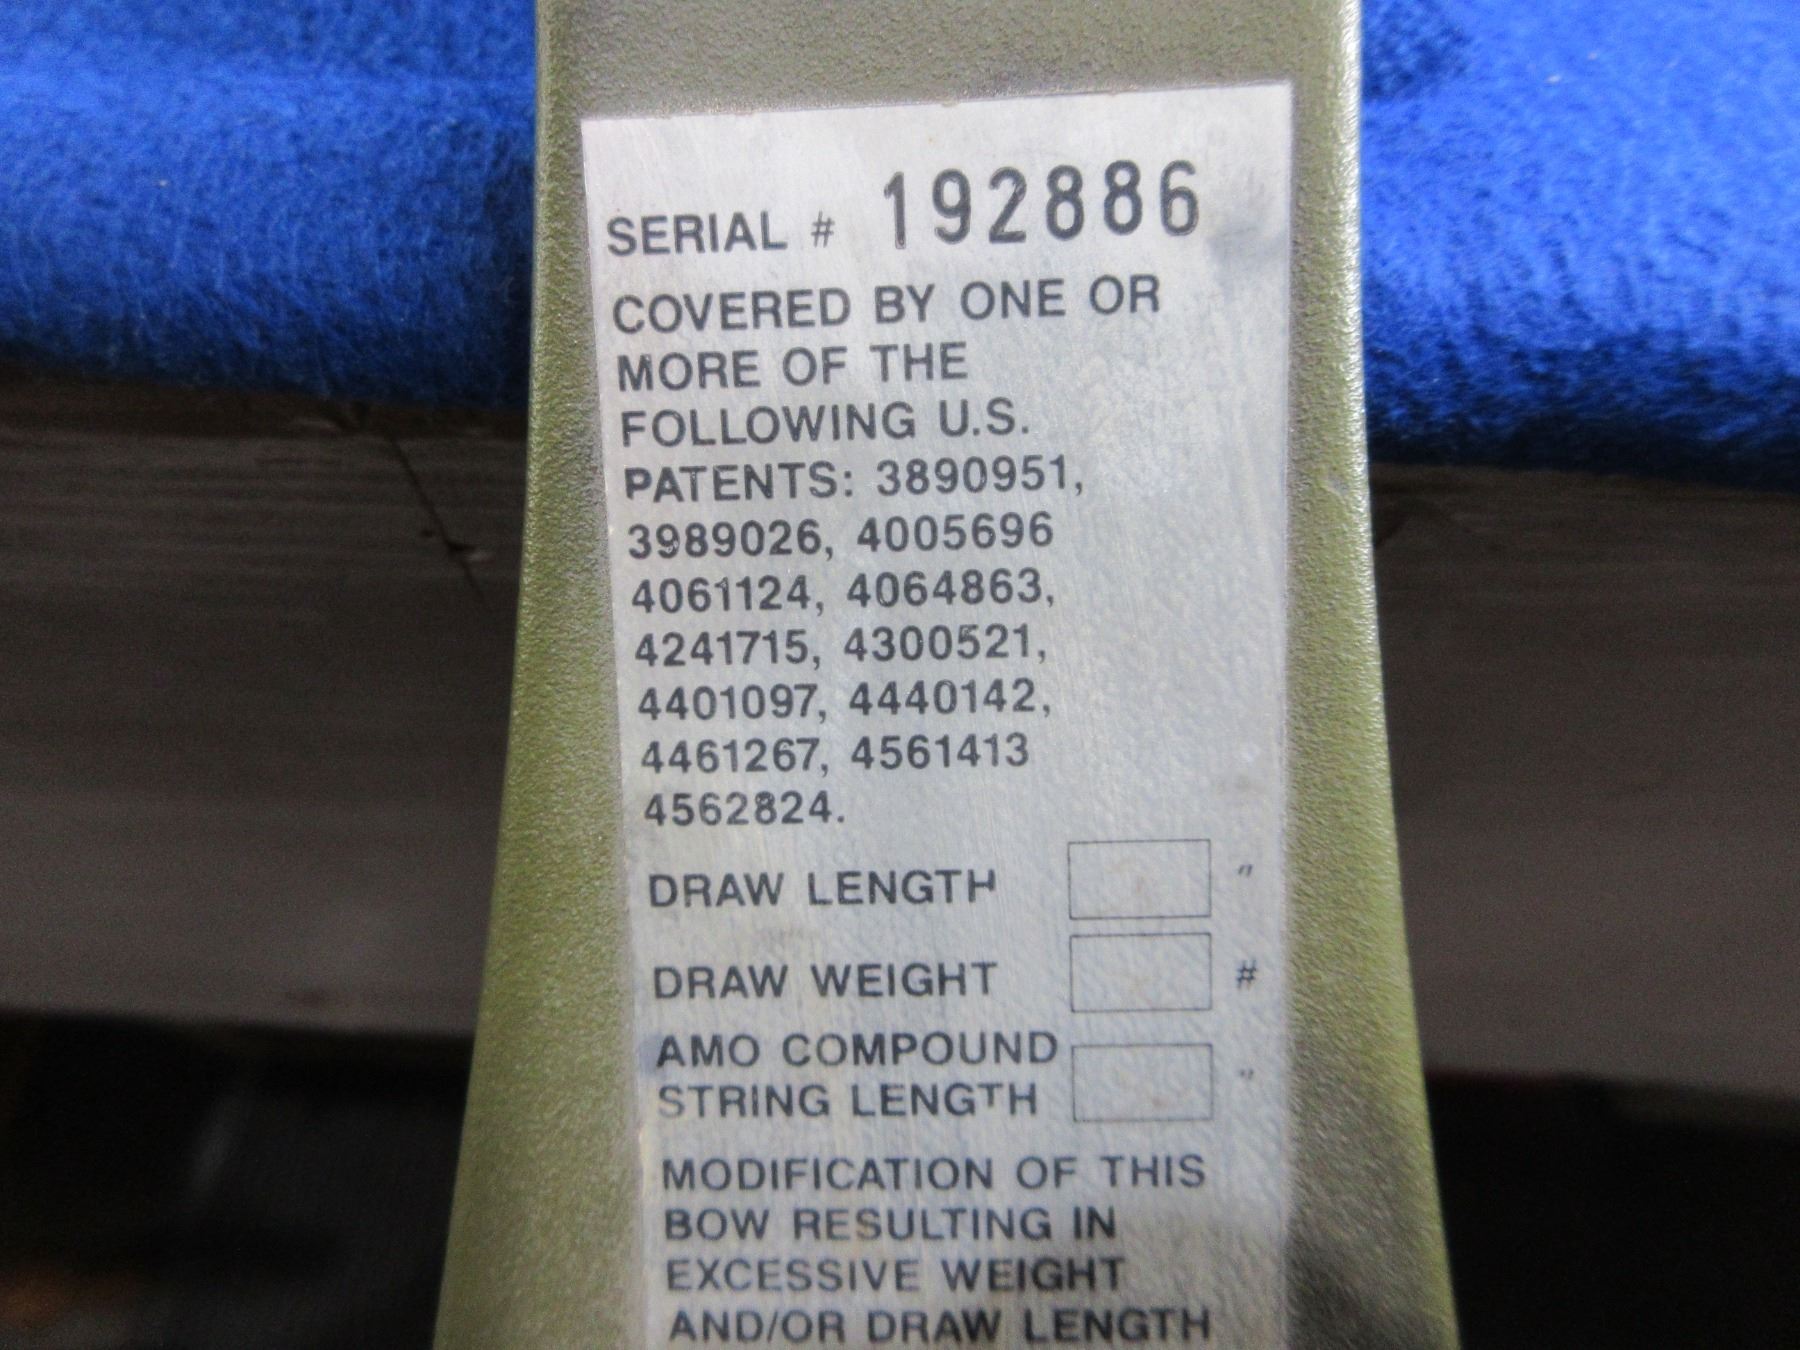 SERIAL # 192886
COVERED BY ONE OR
MORE OF THE
FOLLOWING U.S.
PATENTS: 3890951,
3989026, 4005696
4061124, 4064863,
4241715, 4300521,
4401097, 4440142,
4461267, 4561413
4562824.
DRAW LENGTH "
DRAW WEIGHT #
AMO COMPOUND
STRING LENGTH "
MODIFICATION OF THIS
BOW RESULTING IN
EXCESSIVE WEIGHT
AND/OR DRAW LENGTH